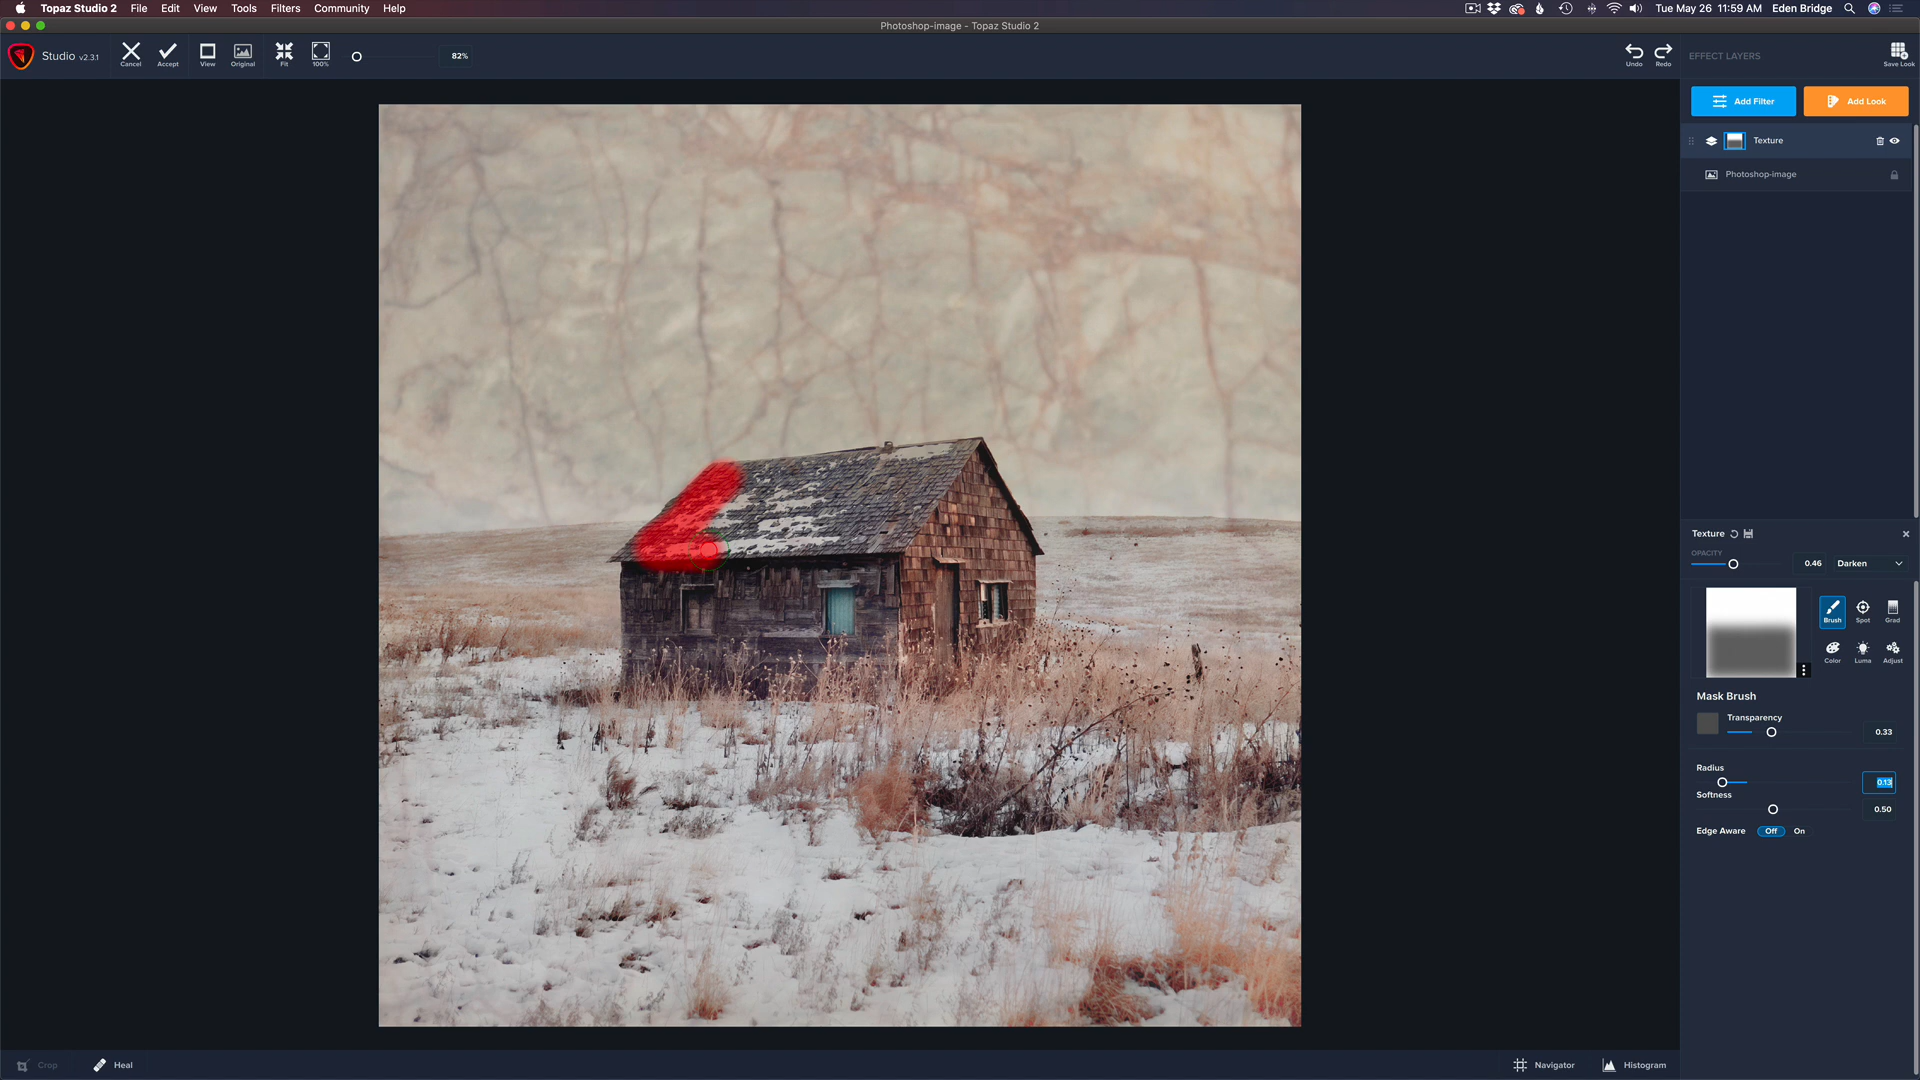 Topaz Studio 2 File Edit View Tools Filters Community Help
Tue May 26 11:59 AM Eden Bridge
Photoshop-image - Topaz Studio 2
Studio v2.3.1
Cancel Accept View Original Fit 100% 82%
Undo Redo
EFFECT LAYERS
Save Look
Add Filter
Add Look
Texture
Photoshop-image
Texture
OPACITY
0.46
Darken
Brush Spot Grad
Color Luma Adjust
Mask Brush
Transparency
0.33
Radius
0.13
Softness
0.50
Edge Aware Off On
Crop
Heal
Navigator
Histogram